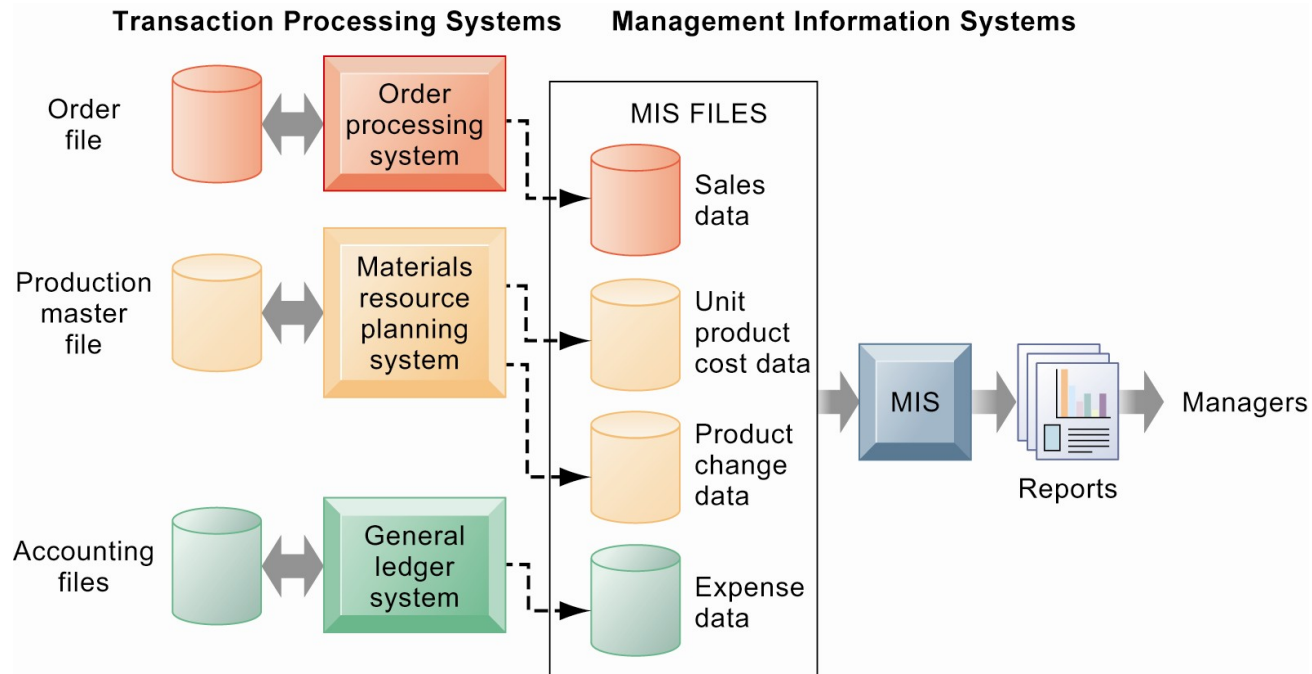 Transaction Processing Systems
Management Information Systems
Order
file
Order
processing
system
MIS FILES
Sales
data
Production
master
file
Materials
resource
planning
system
Unit
product
cost data
Product
change
data
MIS
Reports
Managers
Accounting
files
General
ledger
system
Expense
data